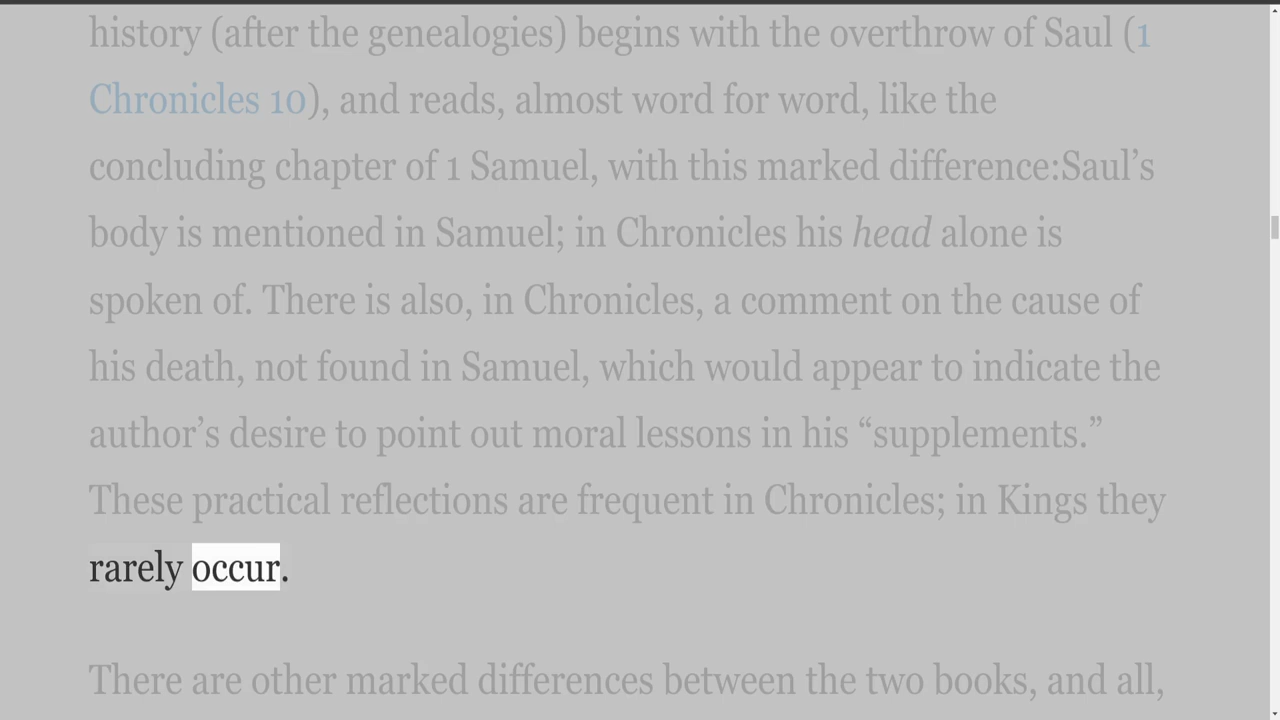 history (after the genealogies) begins with the overthrow of Saul (1
Chronicles 10), and reads, almost word for word, like the
concluding chapter of 1 Samuel, with this marked difference:Saul’s
body is mentioned in Samuel; in Chronicles his head alone is
spoken of. There is also, in Chronicles, a comment on the cause of
his death, not found in Samuel, which would appear to indicate the
author’s desire to point out moral lessons in his “supplements.”
These practical reflections are frequent in Chronicles; in Kings they
rarely occur.
There are other marked differences between the two books, and all,